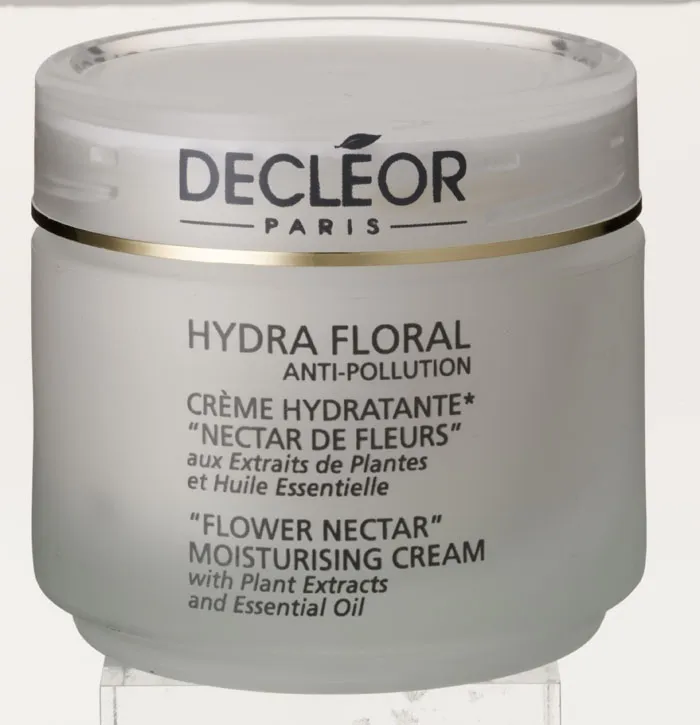 DECLÉOR
PARIS
HYDRA FLORAL
ANTI-POLLUTION
CRÈME HYDRATANTE*
“NECTAR DE FLEURS”
aux Extraits de Plantes
et Huile Essentielle
“FLOWER NECTAR”
MOISTURISING CREAM
with Plant Extracts
and Essential Oil